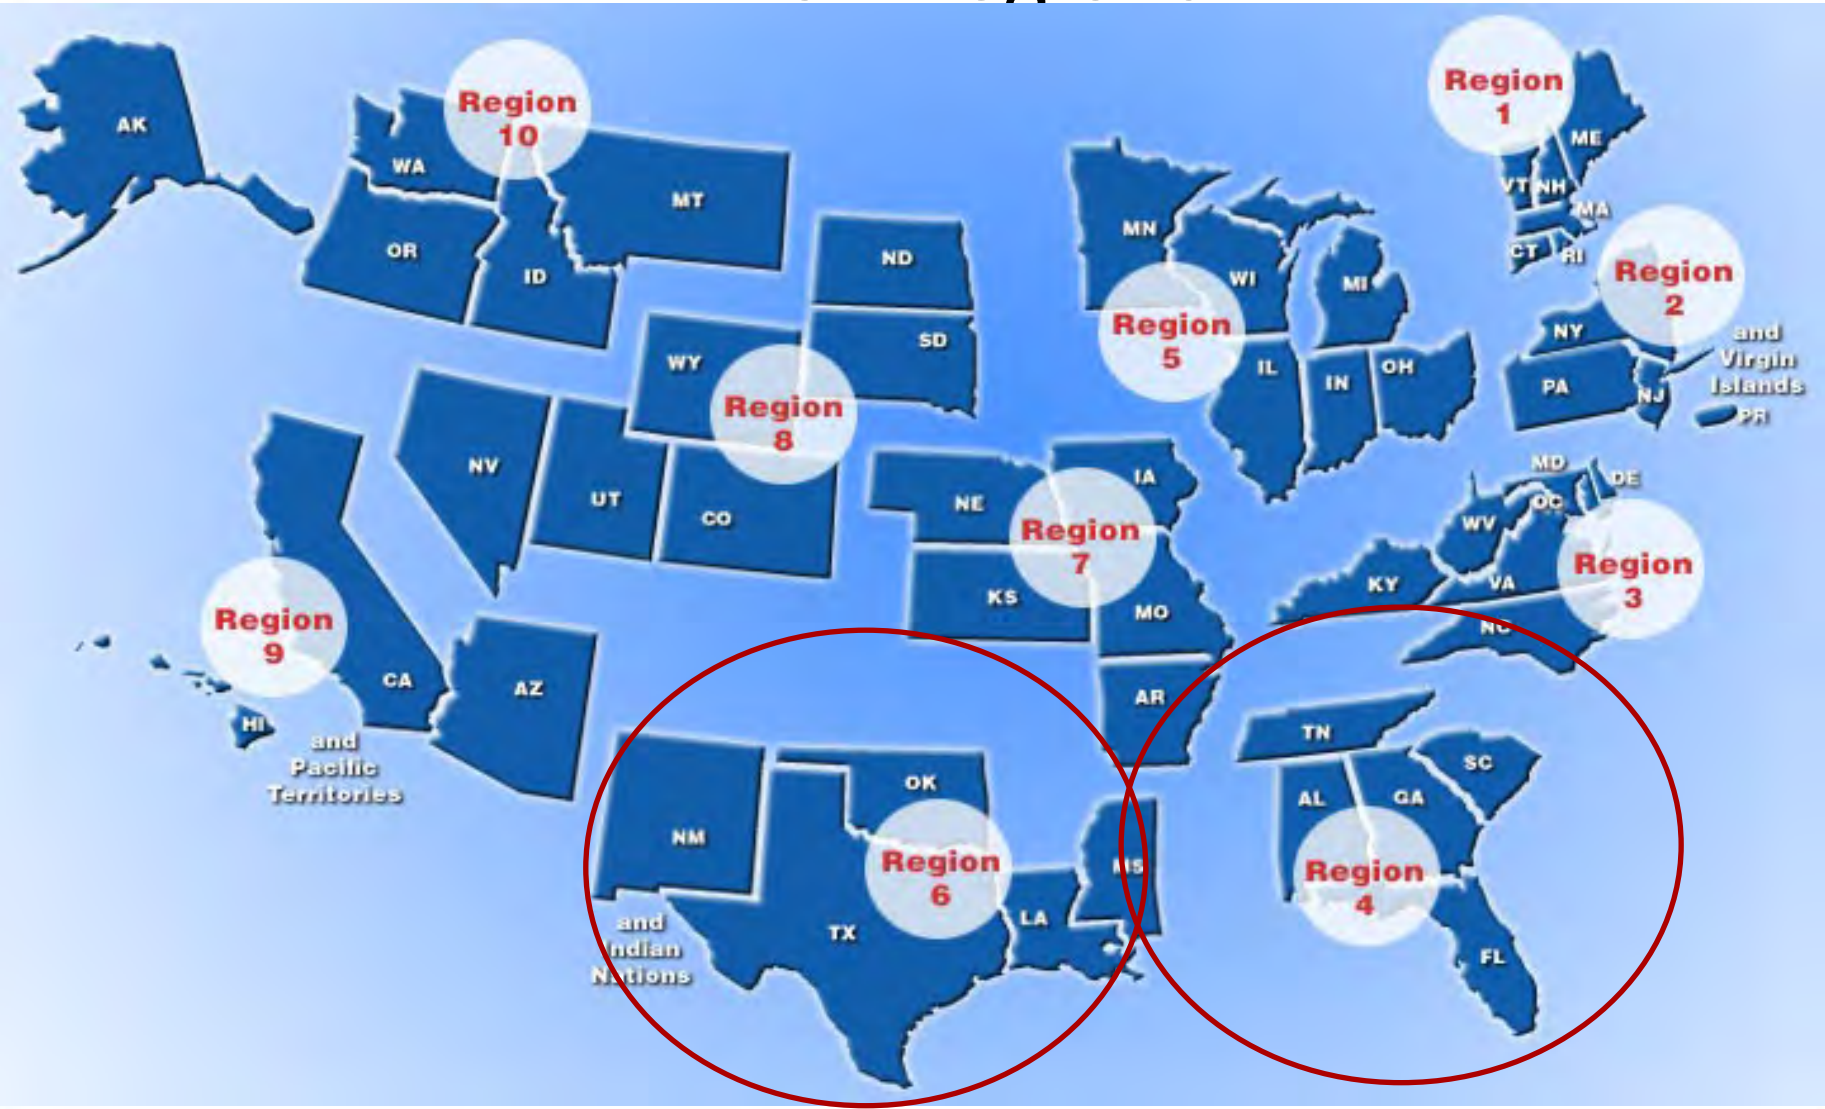 AK
WA
Region
10
MT
OR
ID
ND
SD
WY
Region
8
NV
UT
CO
MN
WI
MI
Region
5
IL
IN
OH
Region
1
ME
VT
NH
MA
CT
RI
Region
2
NY
PA
NJ
and
Virgin
Islands
PR
NE
IA
Region
7
KS
MO
AR
MD
DE
DC
WV
VA
KY
NC
Region
3
Region
9
CA
AZ
HI
and
Pacific
Territories
NM
OK
Region
6
TX
LA
MS
and
Indian
Nations
TN
SC
AL
GA
Region
4
FL